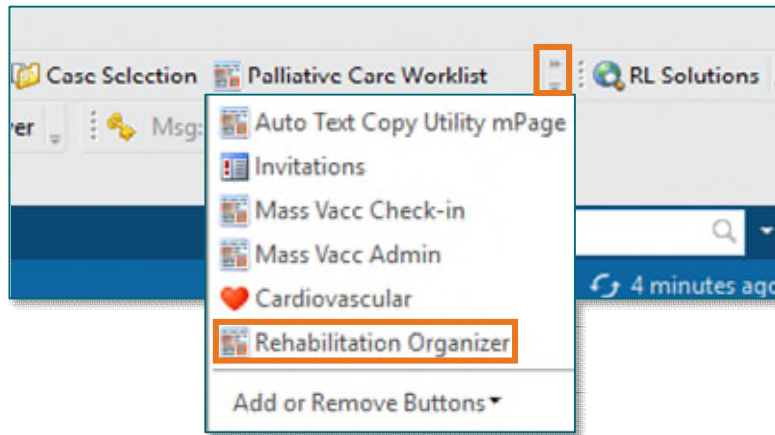 Case Selection Palliative Care Worklist RL Solutions
er Msg:
Auto Text Copy Utility mPage
Invitations
Mass Vacc Check-in
Mass Vacc Admin
4 minutes ago
Cardiovascular
Rehabilitation Organizer
Add or Remove Buttons